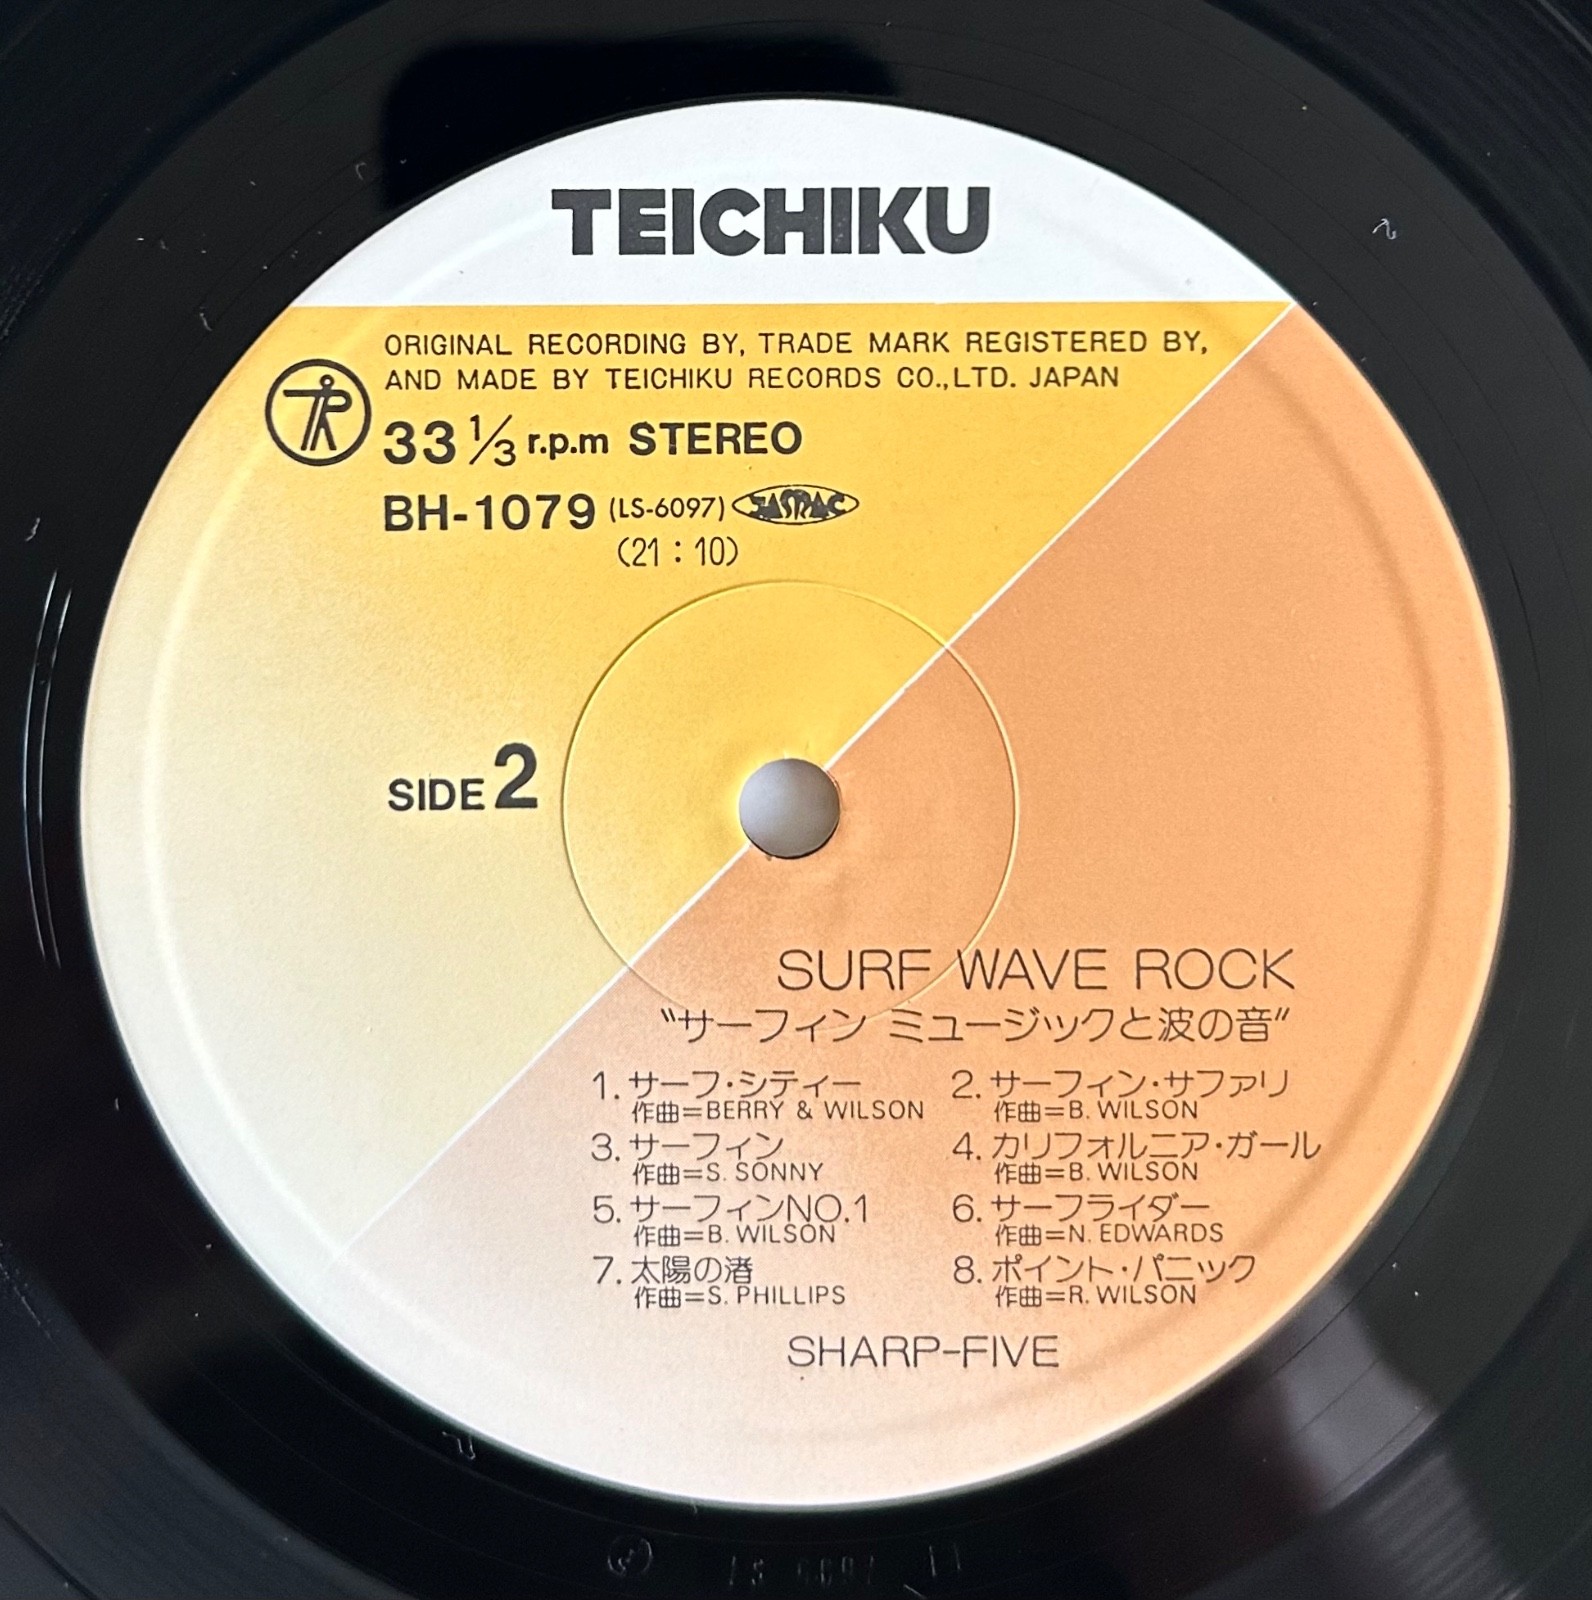 TEICHIKU
ORIGINAL RECORDING BY, TRADE MARK REGISTERED BY,
AND MADE BY TEICHIKU RECORDS CO.,LTD. JAPAN
33 1/3 r.p.m STEREO
BH-1079 (LS-6097) JASRAC
(21:10)
SIDE 2
SURF WAVE ROCK
"サーフィン ミュージックと波の音"
1. サーフ・シティー
作曲=BERRY & WILSON
2. サーフィン・サファリ
作曲=B. WILSON
3. サーフィン
作曲=S. SONNY
4. カリフォルニア・ガール
作曲=B. WILSON
5. サーフィンNO.1
作曲=B. WILSON
6. サーフライダー
作曲=N. EDWARDS
7. 太陽の渚
作曲=S. PHILLIPS
8. ポイント・パニック
作曲=R. WILSON
SHARP-FIVE